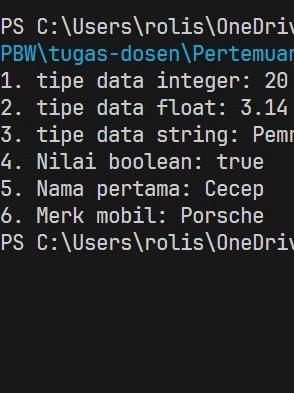 PS C:\Users\rolis\OneDriv
PBW\tugas-dosen\Pertemuan
1. tipe data integer: 20
2. tipe data float: 3.14
3. tipe data string: Pemr
4. Nilai boolean: true
5. Nama pertama: Cecep
6. Merk mobil: Porsche
PS C:\Users\rolis\OneDriv